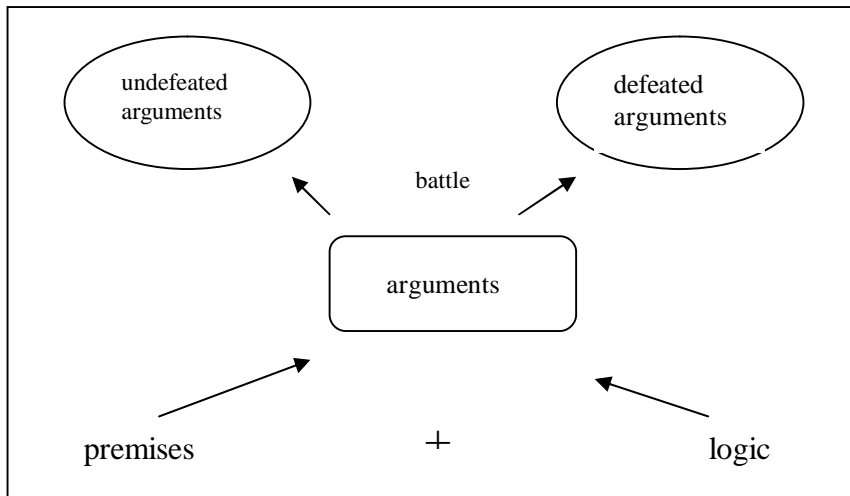 undefeated
arguments
defeated
arguments
battle
arguments
premises + logic